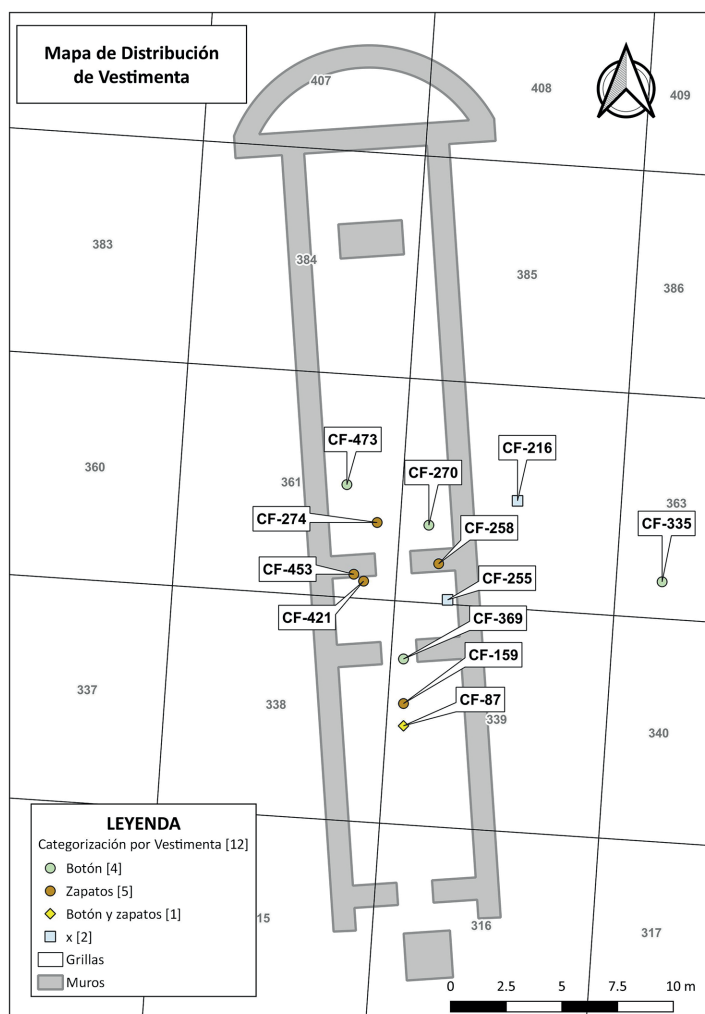 Mapa de Distribución
de Vestimenta
407
408
409
383
384
385
386
CF-473
CF-216
360
361
CF-270
363
CF-274
CF-258
CF-335
CF-453
CF-255
CF-421
CF-369
CF-159
337
338
CF-87
339
340
LEYENDA
Categorización por Vestimenta [12]
Botón [4]
Zapatos [5]
Botón y zapatos [1]
x [2]
Grillas
Muros
15
316
317
0 2.5 5 7.5 10 m